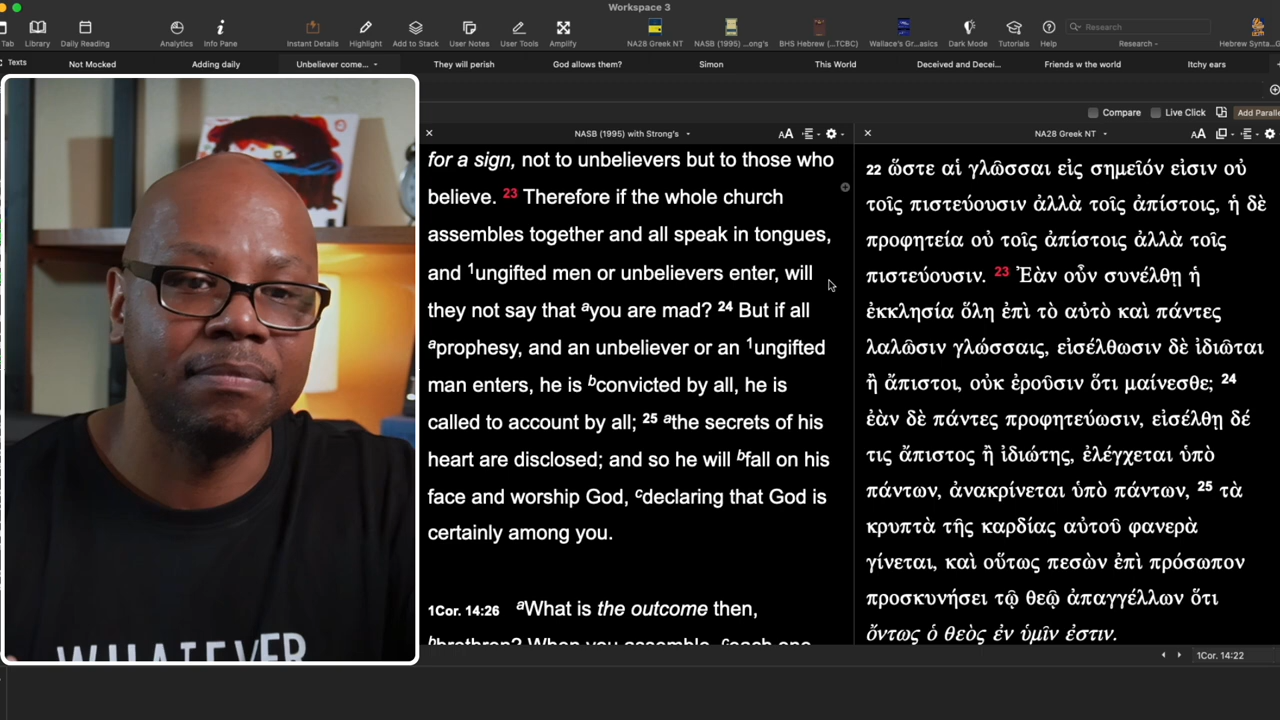 Workspace 3
Tab
Library
Daily Reading
Analytics
Info Pane
Instant Details
Highlight
Add to Stack
User Notes
User Tools
Amplify
NA28 Greek NT
NASB (1995) ...ong's
BHS Hebrew (...TCBC)
Wallace's Gr...asics
Dark Mode
Tutorials
Help
Research
Research
Hebrew Synta...G
Texts
Not Mocked
Adding daily
Unbeliever come...
They will perish
God allows them?
Simon
This World
Deceived and Decei...
Friends w the world
Itchy ears
Compare
Live Click
Add Paralle
NASB (1995) with Strong's
AA
for a sign, not to unbelievers but to those who
believe. 23 Therefore if the whole church
assembles together and all speak in tongues,
and 1ungifted men or unbelievers enter, will
they not say that ayou are mad? 24 But if all
aprophesy, and an unbeliever or an 1ungifted
man enters, he is bconvicted by all, he is
called to account by all; 25 athe secrets of his
heart are disclosed; and so he will bfall on his
face and worship God, cdeclaring that God is
certainly among you.
1Cor. 14:26 aWhat is the outcome then,
bbrethren? When you assemble, ceach one
NA28 Greek NT
AA
22 ὥστε αἱ γλῶσσαι εἰς σημεῖόν εἰσιν οὐ
τοῖς πιστεύουσιν ἀλλὰ τοῖς ἀπίστοις, ἡ δὲ
προφητεία οὐ τοῖς ἀπίστοις ἀλλὰ τοῖς
πιστεύουσιν. 23 Ἐὰν οὖν συνέλθῃ ἡ
ἐκκλησία ὅλη ἐπὶ τὸ αὐτὸ καὶ πάντες
λαλῶσιν γλώσσαις, εἰσέλθωσιν δὲ ἰδιῶται
ἢ ἄπιστοι, οὐκ ἐροῦσιν ὅτι μαίνεσθε; 24
ἐὰν δὲ πάντες προφητεύωσιν, εἰσέλθῃ δέ
τις ἄπιστος ἢ ἰδιώτης, ἐλέγχεται ὑπὸ
πάντων, ἀνακρίνεται ὑπὸ πάντων, 25 τὰ
κρυπτὰ τῆς καρδίας αὐτοῦ φανερὰ
γίνεται, καὶ οὕτως πεσὼν ἐπὶ πρόσωπον
προσκυνήσει τῷ θεῷ ἀπαγγέλλων ὅτι
ὄντως ὁ θεὸς ἐν ὑμῖν ἐστιν.
1Cor. 14:22
WHATEVER